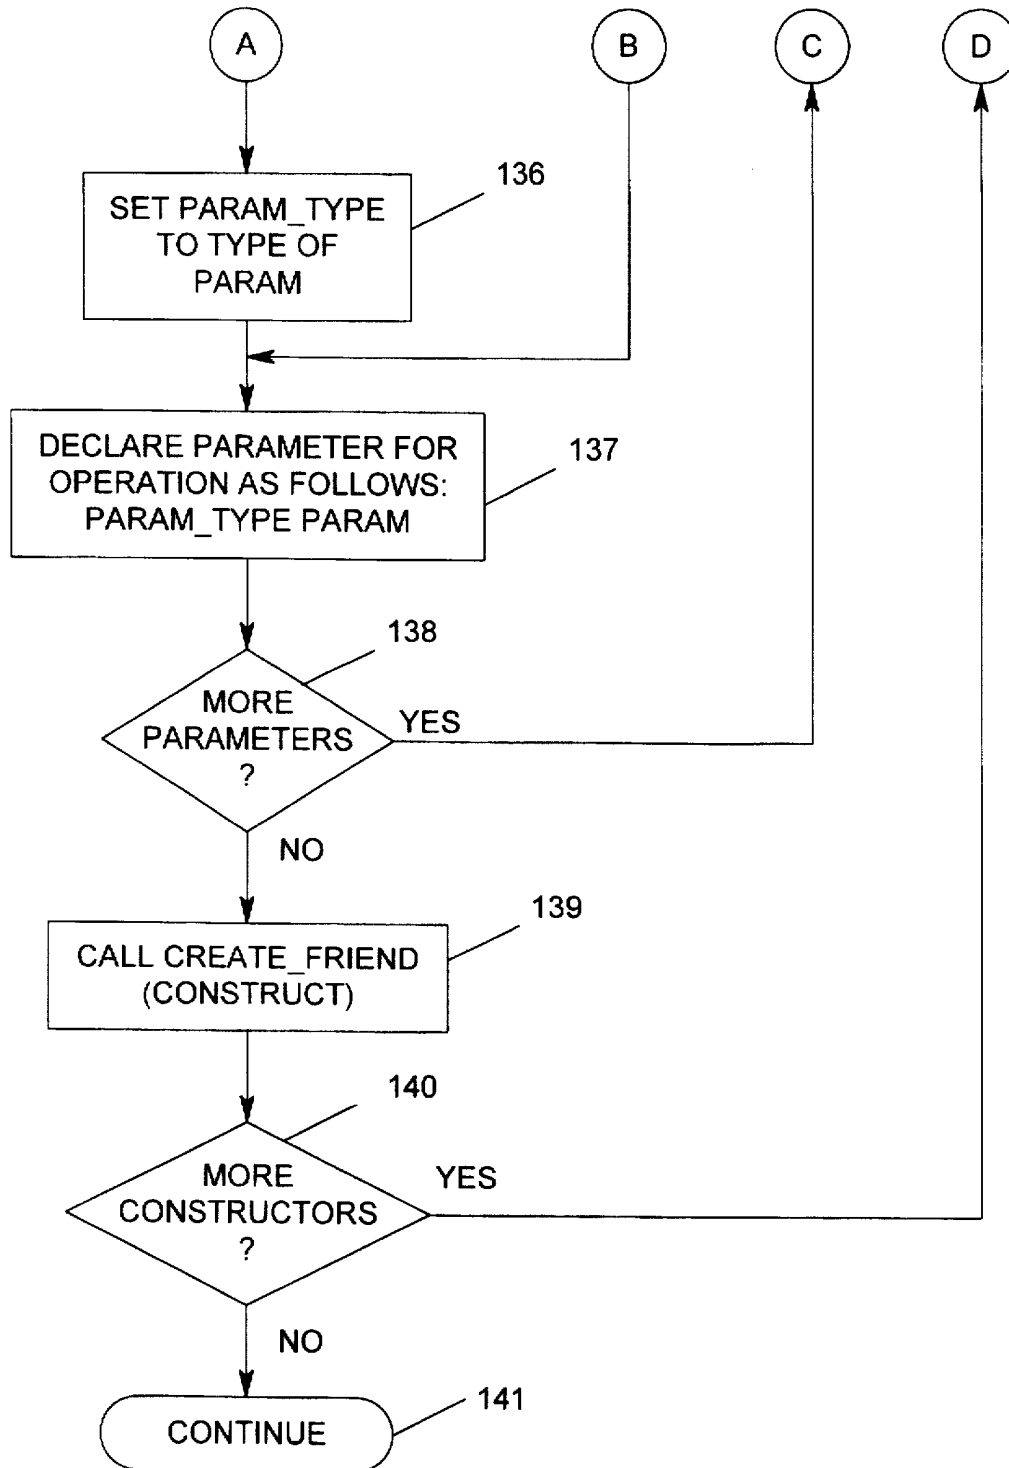 A
B
C
D
136
SET PARAM_TYPE
TO TYPE OF
PARAM
137
DECLARE PARAMETER FOR
OPERATION AS FOLLOWS:
PARAM_TYPE PARAM
138
MORE
PARAMETERS
?
YES
NO
139
CALL CREATE_FRIEND
(CONSTRUCT)
140
MORE
CONSTRUCTORS
?
YES
NO
141
CONTINUE